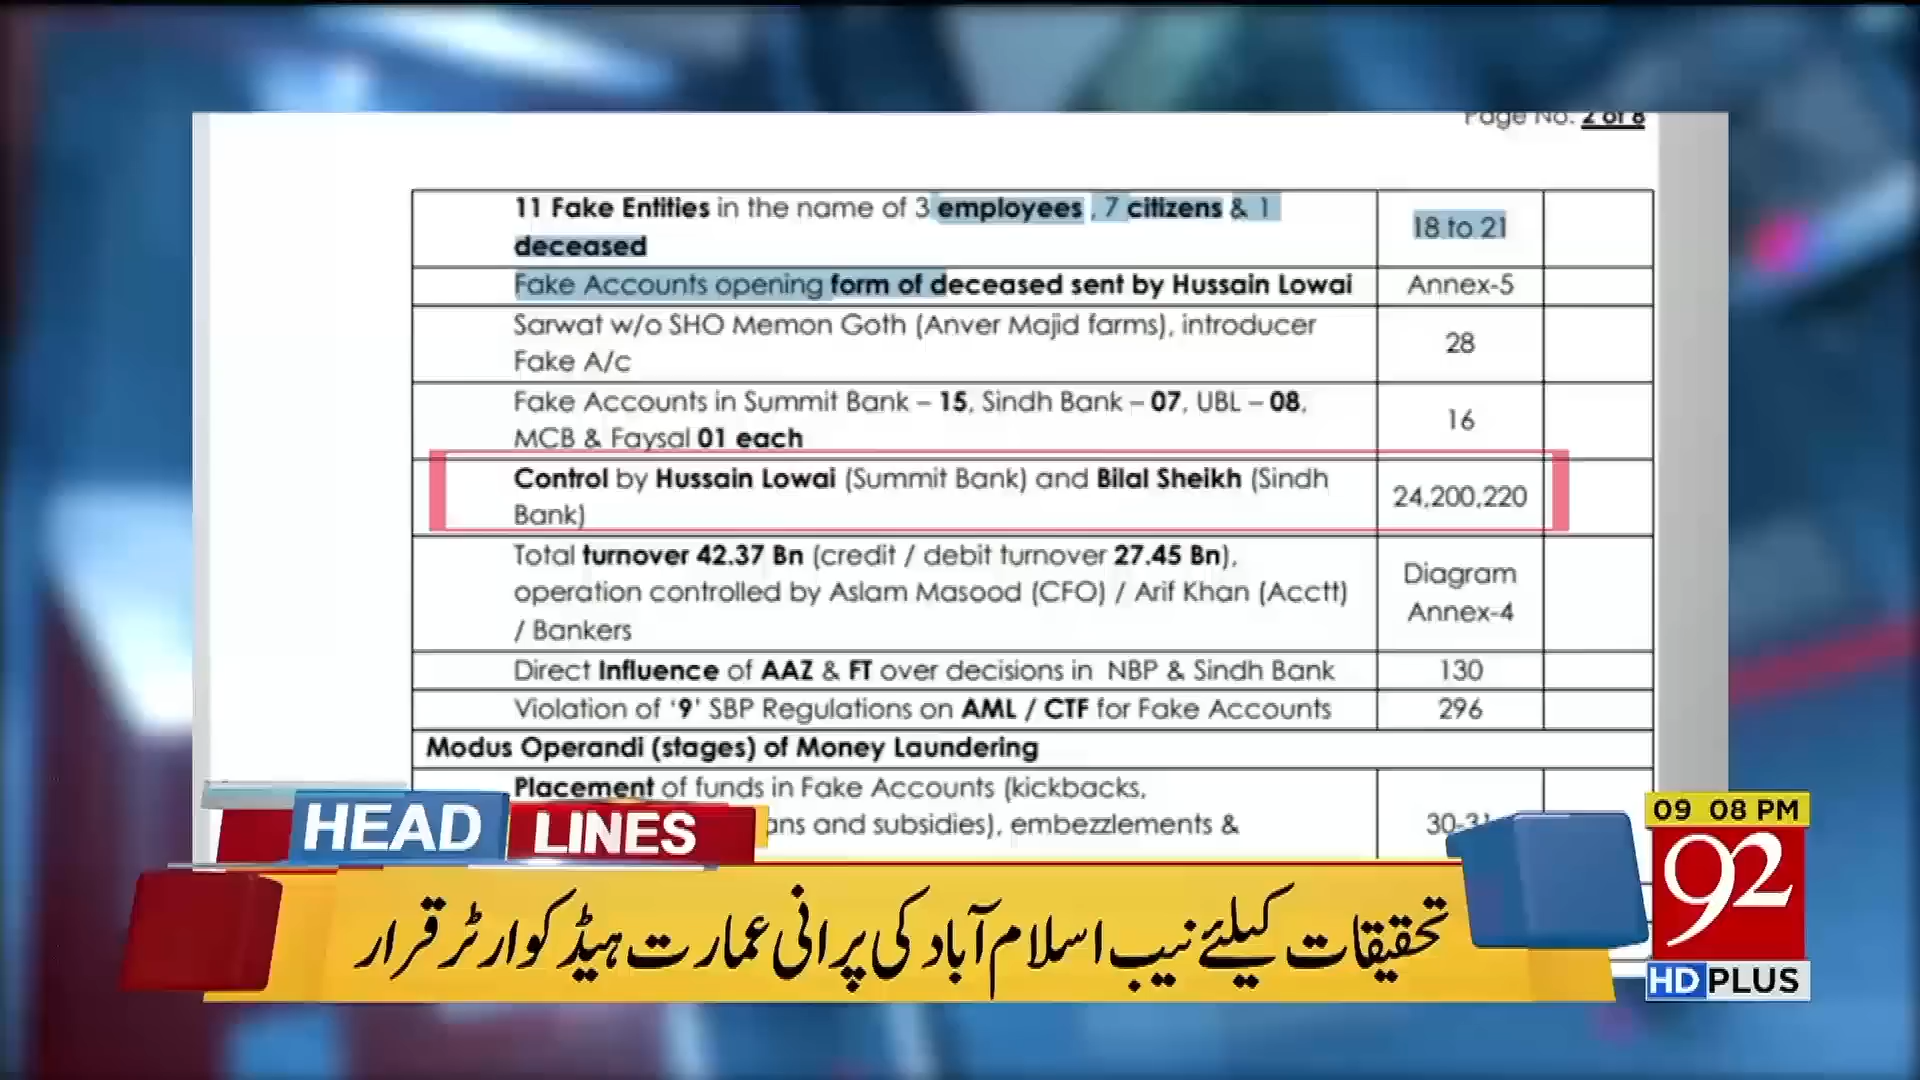 Page No. 2 of 8
11 Fake Entities in the name of 3 employees , 7 citizens & 1
deceased
18 to 21
Fake Accounts opening form of deceased sent by Hussain Lowai
Annex-5
Sarwat w/o SHO Memon Goth (Anver Majid farms), introducer
Fake A/c
28
Fake Accounts in Summit Bank – 15, Sindh Bank – 07, UBL – 08,
MCB & Faysal 01 each
16
Control by Hussain Lowai (Summit Bank) and Bilal Sheikh (Sindh
Bank)
24,200,220
Total turnover 42.37 Bn (credit / debit turnover 27.45 Bn),
operation controlled by Aslam Masood (CFO) / Arif Khan (Acctt)
/ Bankers
Diagram
Annex-4
Direct Influence of AAZ & FT over decisions in NBP & Sindh Bank
130
Violation of ‘9’ SBP Regulations on AML / CTF for Fake Accounts
296
Modus Operandi (stages) of Money Laundering
Placement of funds in Fake Accounts (kickbacks,
ans and subsidies), embezzlements &
30-31
HEAD LINES
تحقیقات کیلئے نیب اسلام آباد کی پرانی عمارت ہیڈ کوارٹر قرار
09 08 PM
92
HD PLUS